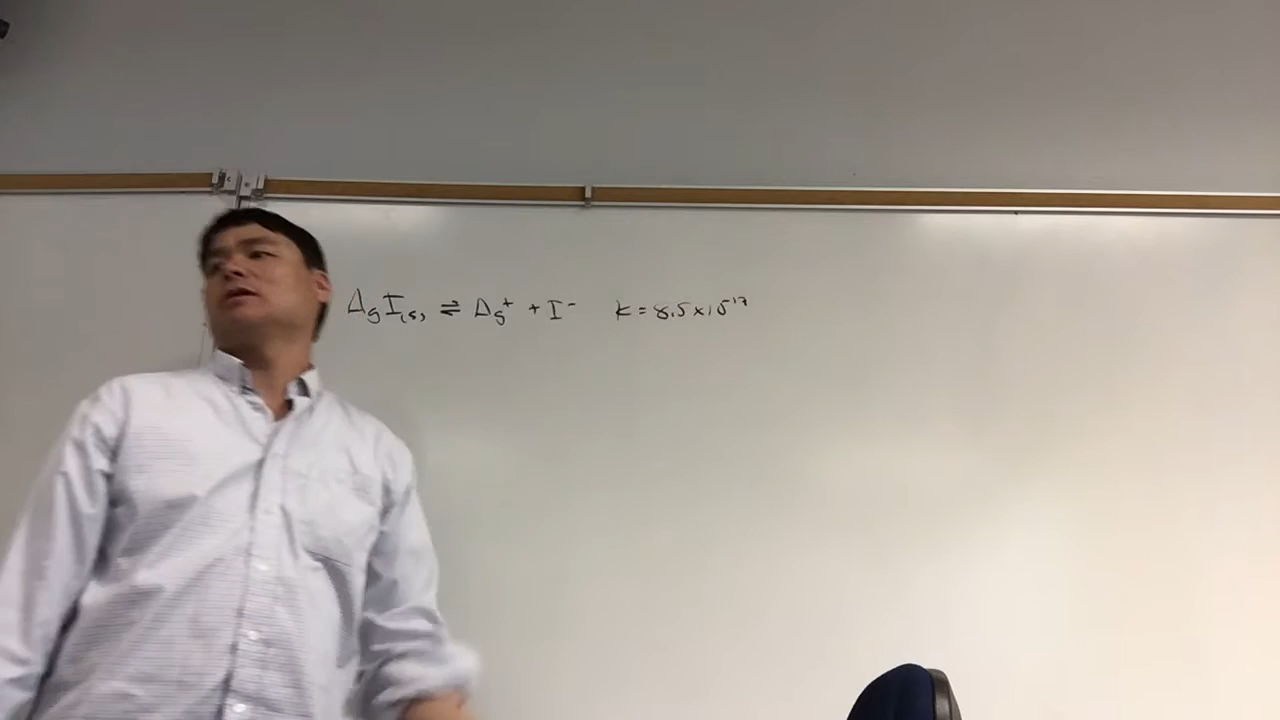 AgI(s) ⇌ Ag⁺ + I⁻ K = 8.5 x 10⁻¹⁷